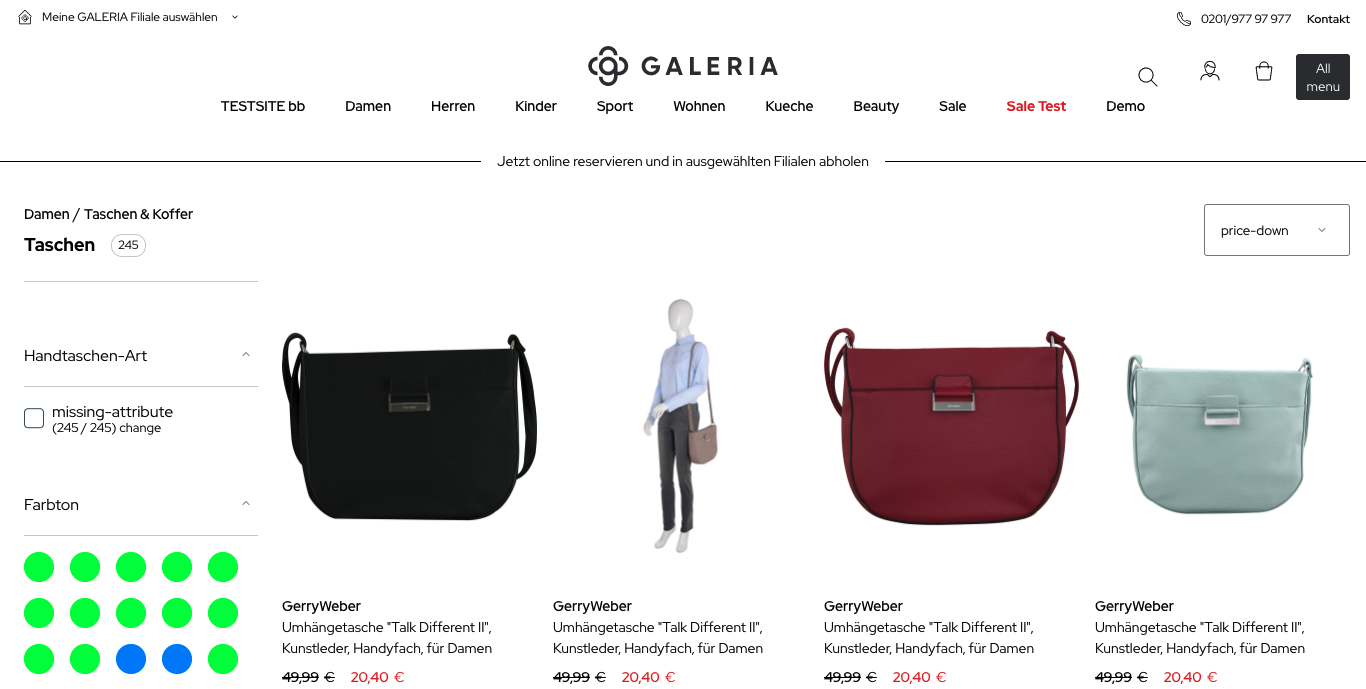 Meine GALERIA Filiale auswählen
0201/977 97 977 Kontakt
GALERIA
All
menu
TESTSITE bb Damen Herren Kinder Sport Wohnen Kueche Beauty Sale Sale Test Demo
Jetzt online reservieren und in ausgewählten Filialen abholen
Damen / Taschen & Koffer
Taschen 245
price-down
Handtaschen-Art
missing-attribute
(245 / 245) change
Farbton
GerryWeber
Umhängetasche "Talk Different II",
Kunstleder, Handyfach, für Damen
49,99 € 20,40 €
GerryWeber
Umhängetasche "Talk Different II",
Kunstleder, Handyfach, für Damen
49,99 € 20,40 €
GerryWeber
Umhängetasche "Talk Different II",
Kunstleder, Handyfach, für Damen
49,99 € 20,40 €
GerryWeber
Umhängetasche "Talk Different II",
Kunstleder, Handyfach, für Damen
49,99 € 20,40 €